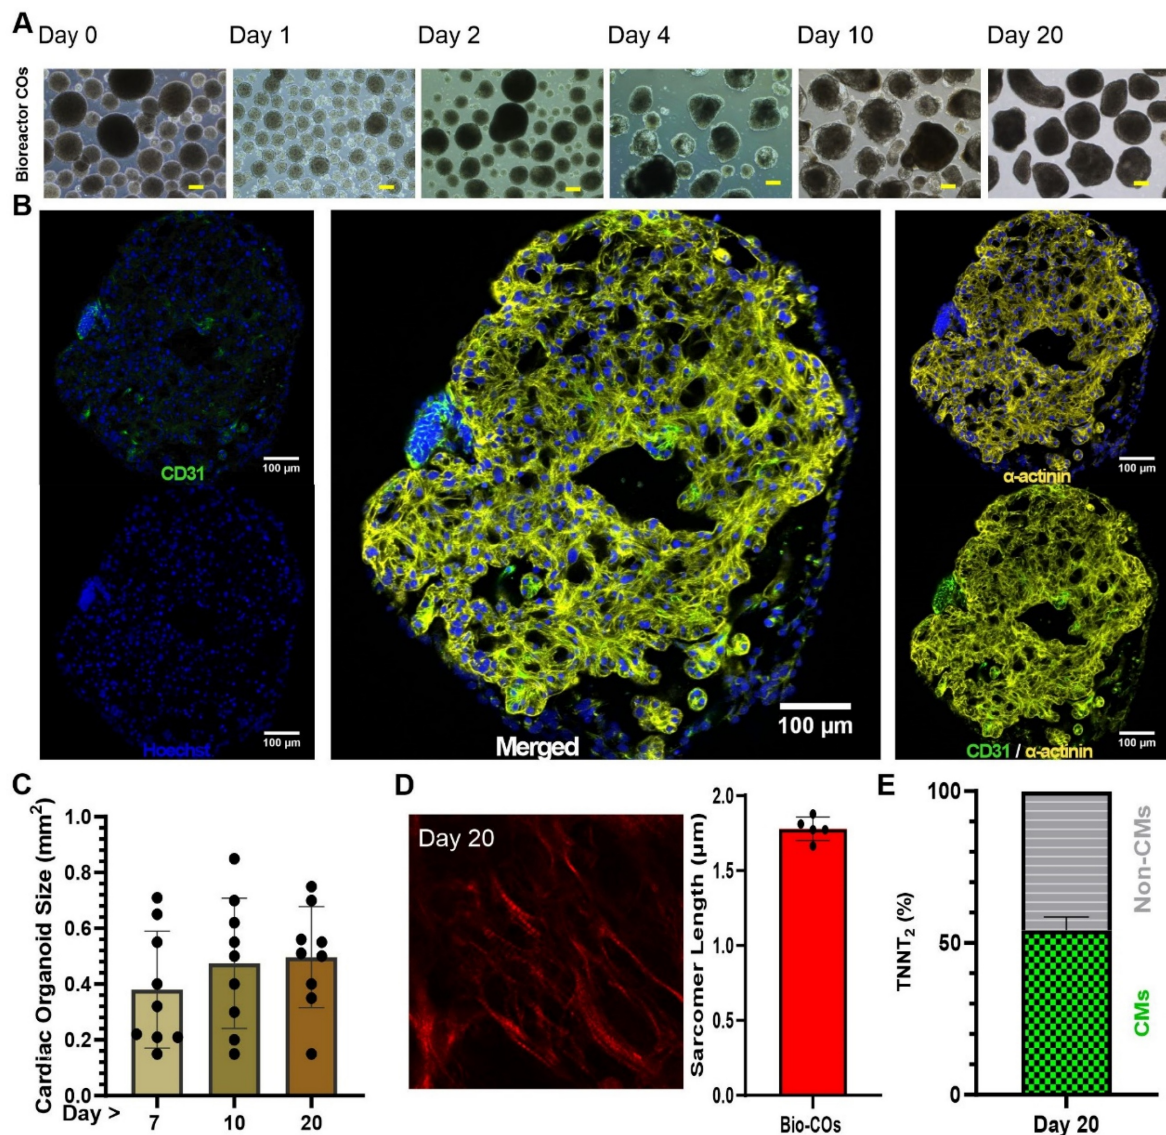 A
Day 0 Day 1 Day 2 Day 4 Day 10 Day 20
Bioreactor COs
B
CD31
100 µm
Hoechst
100 µm
Merged
100 µm
α-actinin
100 µm
CD31 / α-actinin
100 µm
C
Cardiac Organoid Size (mm²)
1.0
0.8
0.6
0.4
0.2
0.0
Day >
7 10 20
D
Day 20
Sarcomer Length (µm)
2.0
1.5
1.0
0.5
0.0
Bio-COs
E
TNNT₂ (%)
100
50
0
Non-CMs
CMs
Day 20